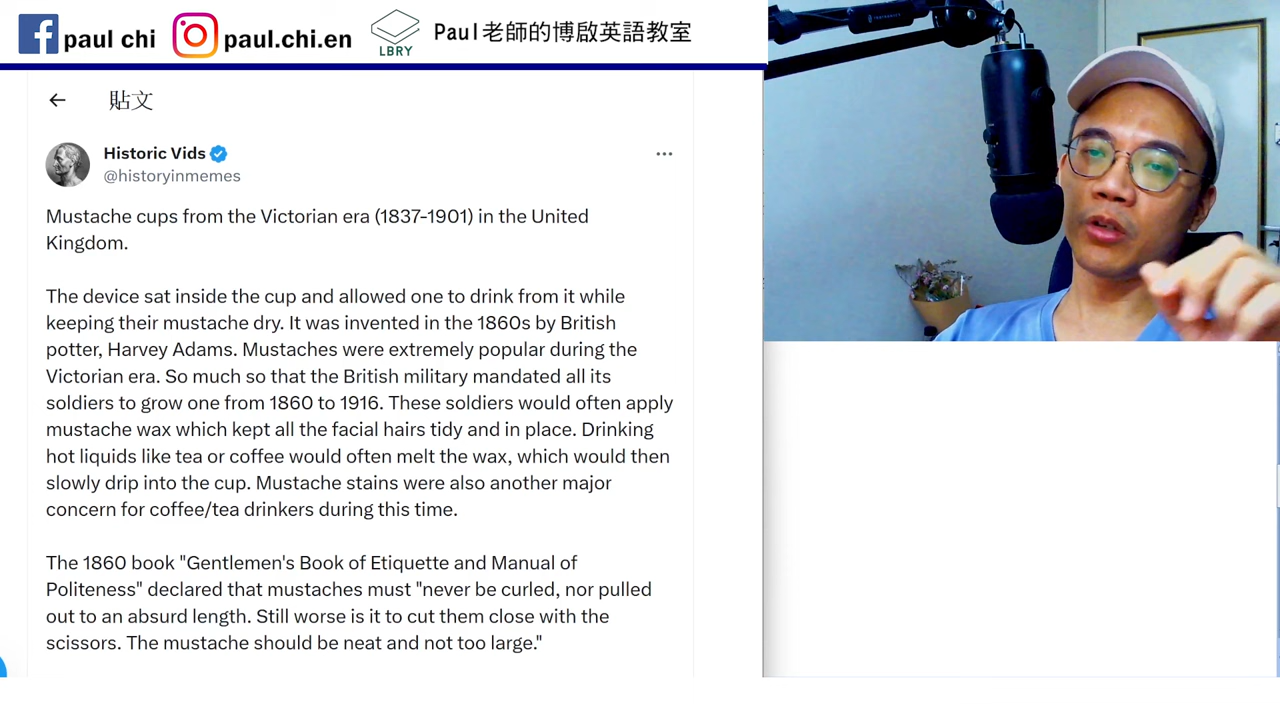 paul chi
paul.chi.en
LBRY
Paul老師的博啟英語教室
貼文
Historic Vids
@historyinmemes
Mustache cups from the Victorian era (1837-1901) in the United
Kingdom.
The device sat inside the cup and allowed one to drink from it while
keeping their mustache dry. It was invented in the 1860s by British
potter, Harvey Adams. Mustaches were extremely popular during the
Victorian era. So much so that the British military mandated all its
soldiers to grow one from 1860 to 1916. These soldiers would often apply
mustache wax which kept all the facial hairs tidy and in place. Drinking
hot liquids like tea or coffee would often melt the wax, which would then
slowly drip into the cup. Mustache stains were also another major
concern for coffee/tea drinkers during this time.
The 1860 book "Gentlemen's Book of Etiquette and Manual of
Politeness" declared that mustaches must "never be curled, nor pulled
out to an absurd length. Still worse is it to cut them close with the
scissors. The mustache should be neat and not too large."